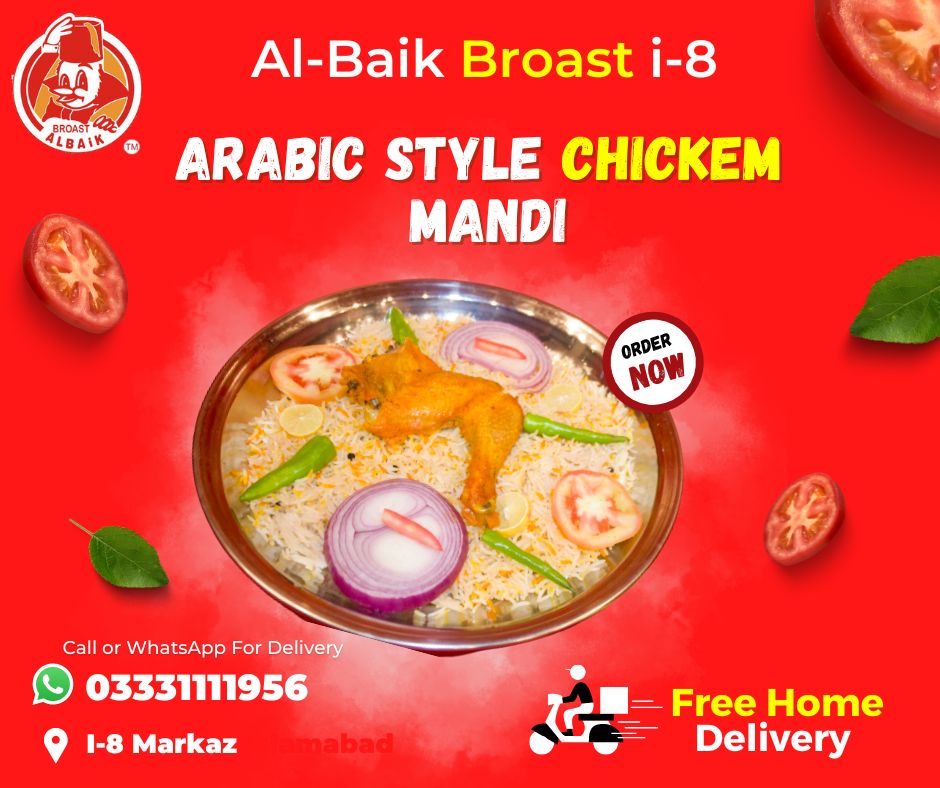 Al-Baik Broast i-8
BROAST
ALBAiK
TM
ARABIC STYLE CHICKEM
MANDI
ORDER
NOW
Call or WhatsApp For Delivery
03331111956
I-8 Markaz amabad
Free Home
Delivery